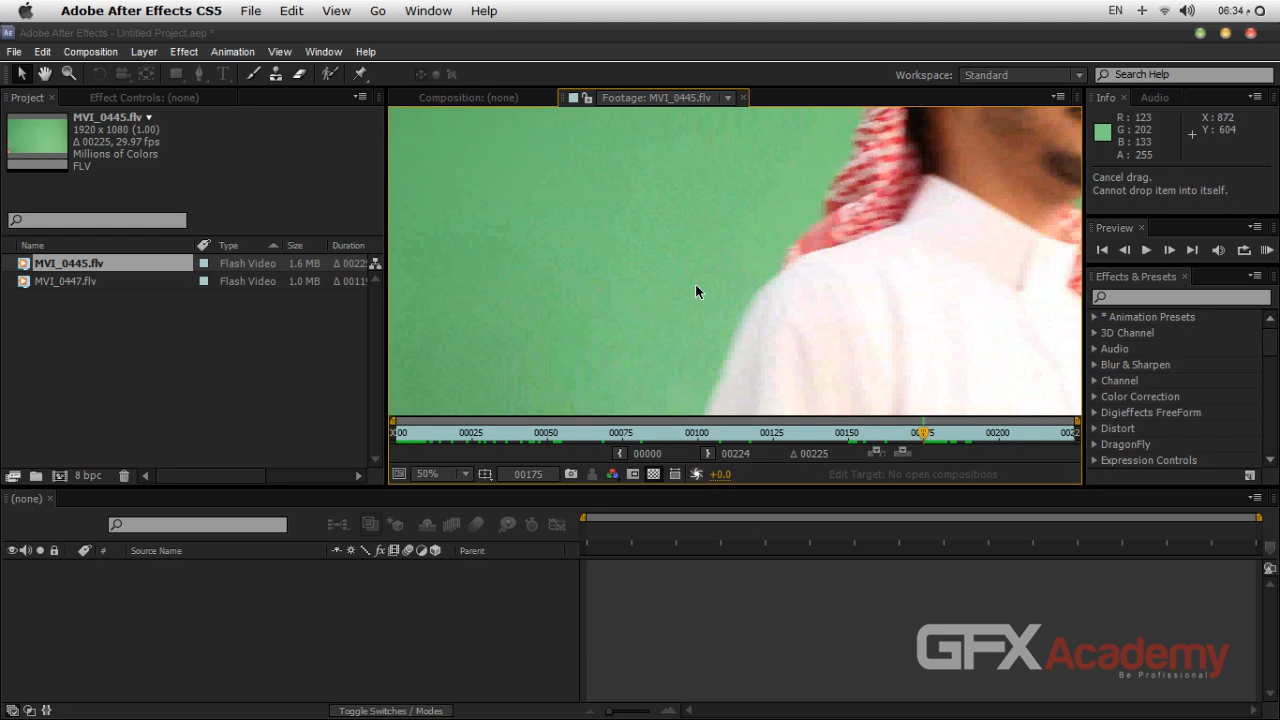 Adobe After Effects CS5 File Edit View Go Window Help
EN 06:34 م
Adobe After Effects - Untitled Project.aep *
File Edit Composition Layer Effect Animation View Window Help
Workspace: Standard Search Help
Project Effect Controls: (none)
MVI_0445.flv
1920 x 1080 (1.00)
Δ 00225, 29.97 fps
Millions of Colors
FLV
Name Type Size Duration
MVI_0445.flv Flash Video 1.6 MB
MVI_0447.flv Flash Video 1.0 MB
8 bpc
Composition: (none) Footage: MVI_0445.flv
00025 00050 00075 00100 00125 00150 00200
00000 00224 Δ 00225
50% 00175 +0.0 Edit Target: No open compositions
Info Audio
R: 123 X: 872
G: 202 Y: 604
B: 133
A: 255
Cancel drag.
Cannot drop item into itself.
Preview
Effects & Presets
* Animation Presets
3D Channel
Audio
Blur & Sharpen
Channel
Color Correction
Digieffects FreeForm
Distort
DragonFly
Expression Controls
(none)
# Source Name Parent
Toggle Switches / Modes
GFX Academy
Be Profissional